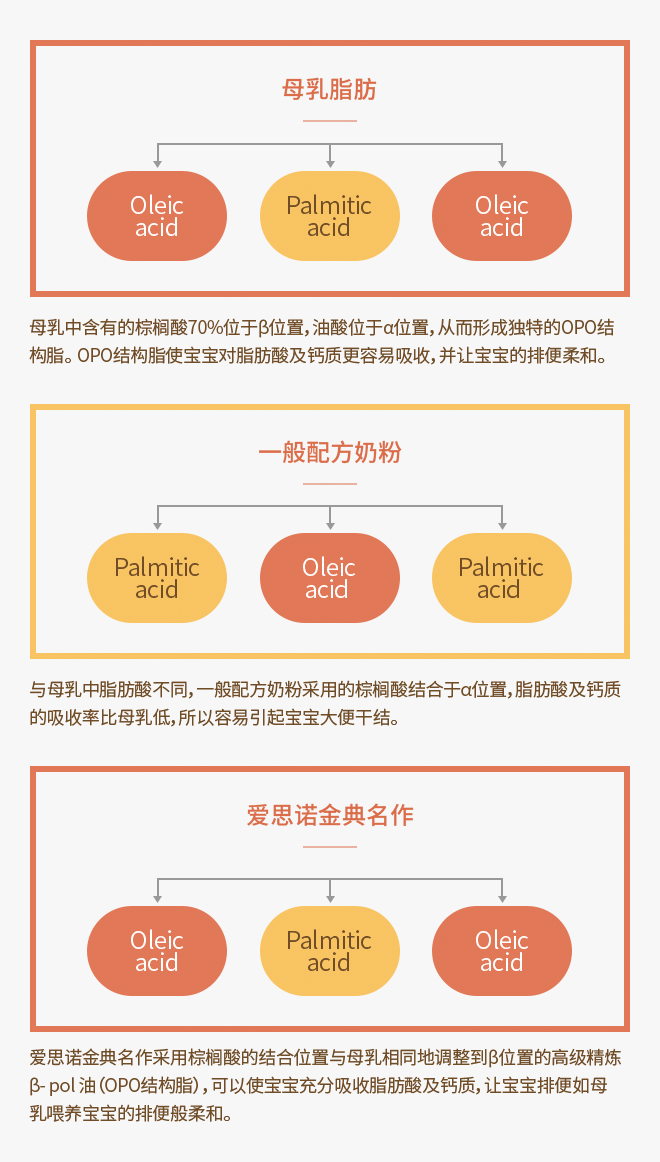 母乳脂肪
Oleic
acid
Palmitic
acid
Oleic
acid
母乳中含有的棕榈酸70%位于β位置，油酸位于α位置，从而形成独特的OPO结
构脂。OPO结构脂使宝宝对脂肪酸及钙质更容易吸收，并让宝宝的排便柔和。
一般配方奶粉
Palmitic
acid
Oleic
acid
Palmitic
acid
与母乳中脂肪酸不同，一般配方奶粉采用的棕榈酸结合于α位置，脂肪酸及钙质
的吸收率比母乳低，所以容易引起宝宝大便干结。
爱思诺金典名作
Oleic
acid
Palmitic
acid
Oleic
acid
爱思诺金典名作采用棕榈酸的结合位置与母乳相同地调整到β位置的高级精炼
β- pol 油（OPO结构脂），可以使宝宝充分吸收脂肪酸及钙质，让宝宝排便如母
乳喂养宝宝的排便般柔和。